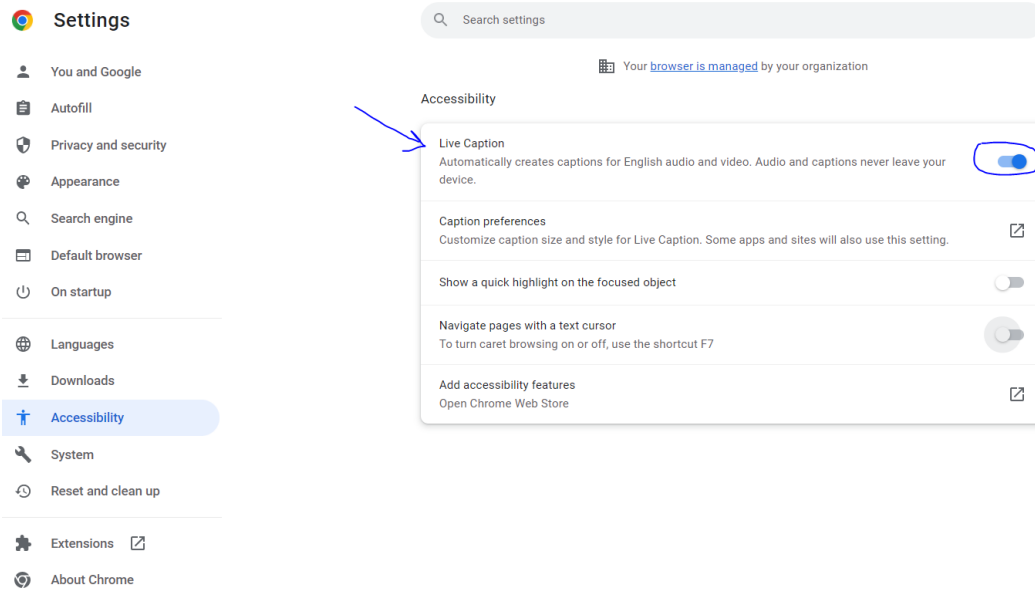 Settings
Search settings
You and Google
Autofill
Privacy and security
Appearance
Search engine
Default browser
On startup
Languages
Downloads
Accessibility
System
Reset and clean up
Extensions
About Chrome
Your browser is managed by your organization
Accessibility
Live Caption
Automatically creates captions for English audio and video. Audio and captions never leave your
device.
Caption preferences
Customize caption size and style for Live Caption. Some apps and sites will also use this setting.
Show a quick highlight on the focused object
Navigate pages with a text cursor
To turn caret browsing on or off, use the shortcut F7
Add accessibility features
Open Chrome Web Store